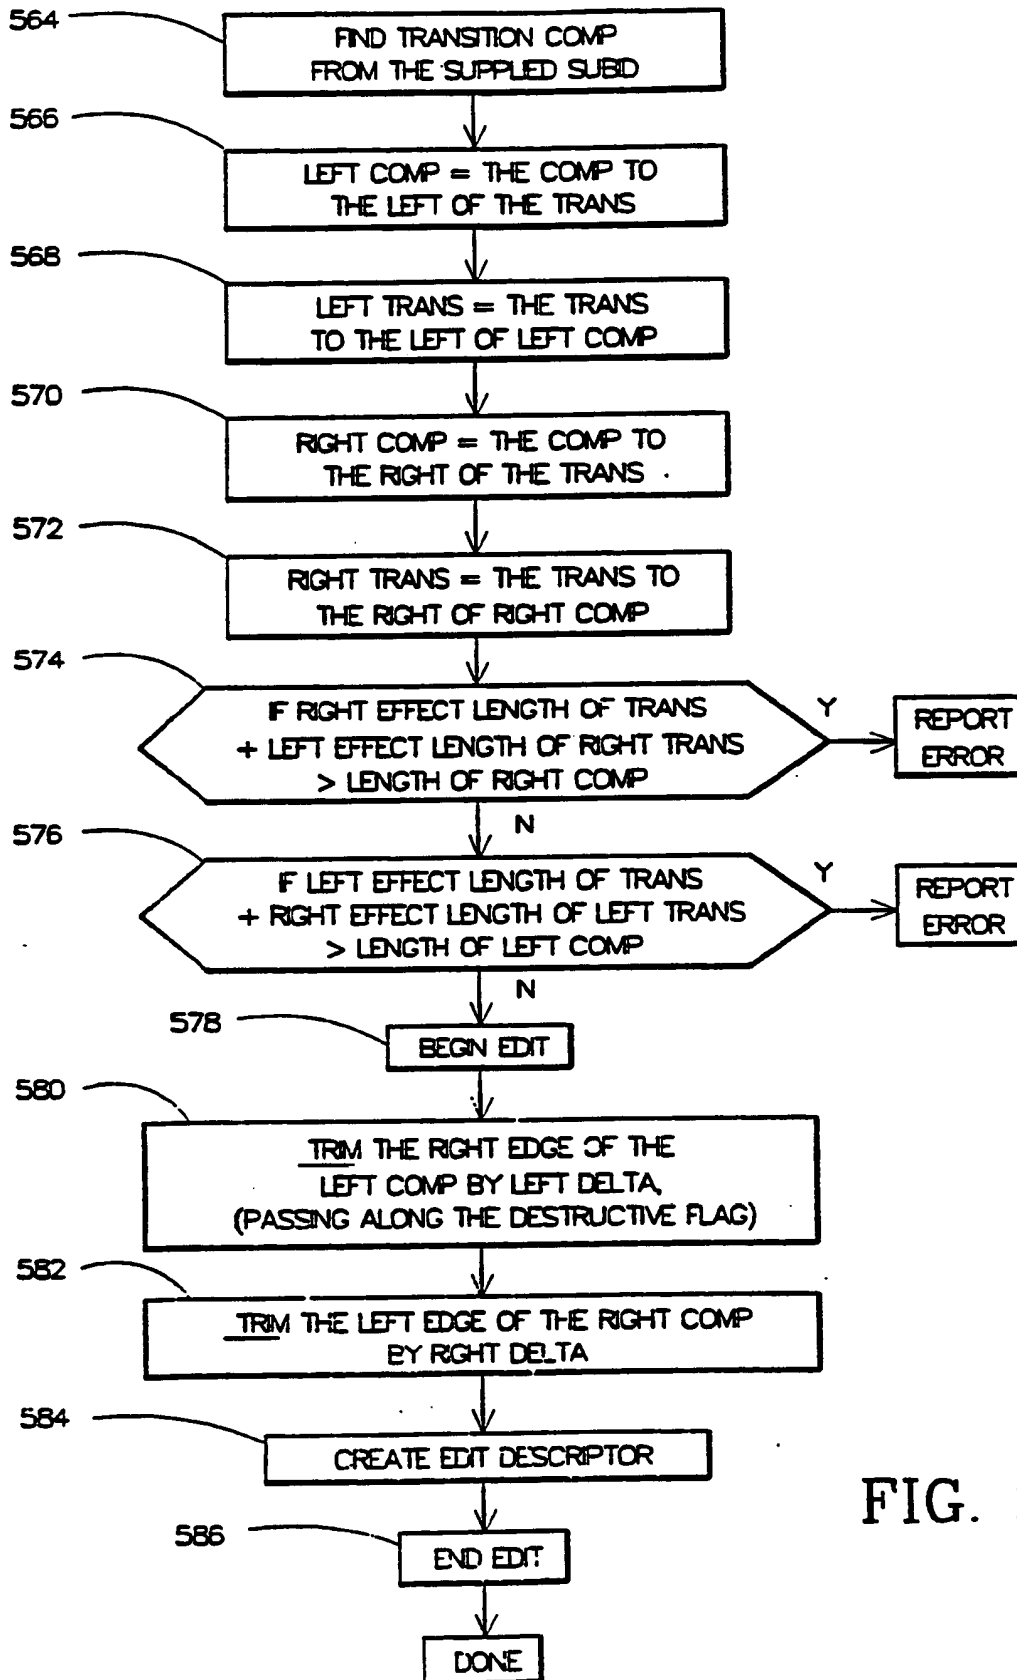 564
FIND TRANSITION COMP
FROM THE SUPPLED SUBID
566
LEFT COMP = THE COMP TO
THE LEFT OF THE TRANS
568
LEFT TRANS = THE TRANS
TO THE LEFT OF LEFT COMP
570
RIGHT COMP = THE COMP TO
THE RIGHT OF THE TRANS
572
RIGHT TRANS = THE TRANS TO
THE RIGHT OF RIGHT COMP
574
IF RIGHT EFFECT LENGTH OF TRANS
+ LEFT EFFECT LENGTH OF RIGHT TRANS
> LENGTH OF RIGHT COMP
Y
REPORT
ERROR
N
576
IF LEFT EFFECT LENGTH OF TRANS
+ RIGHT EFFECT LENGTH OF LEFT TRANS
> LENGTH OF LEFT COMP
Y
REPORT
ERROR
N
578
BEGIN EDIT
580
TRIM THE RIGHT EDGE OF THE
LEFT COMP BY LEFT DELTA,
(PASSING ALONG THE DESTRUCTIVE FLAG)
582
TRIM THE LEFT EDGE OF THE RIGHT COMP
BY RIGHT DELTA
584
CREATE EDIT DESCRIPTOR
586
END EDIT
DONE
FIG.